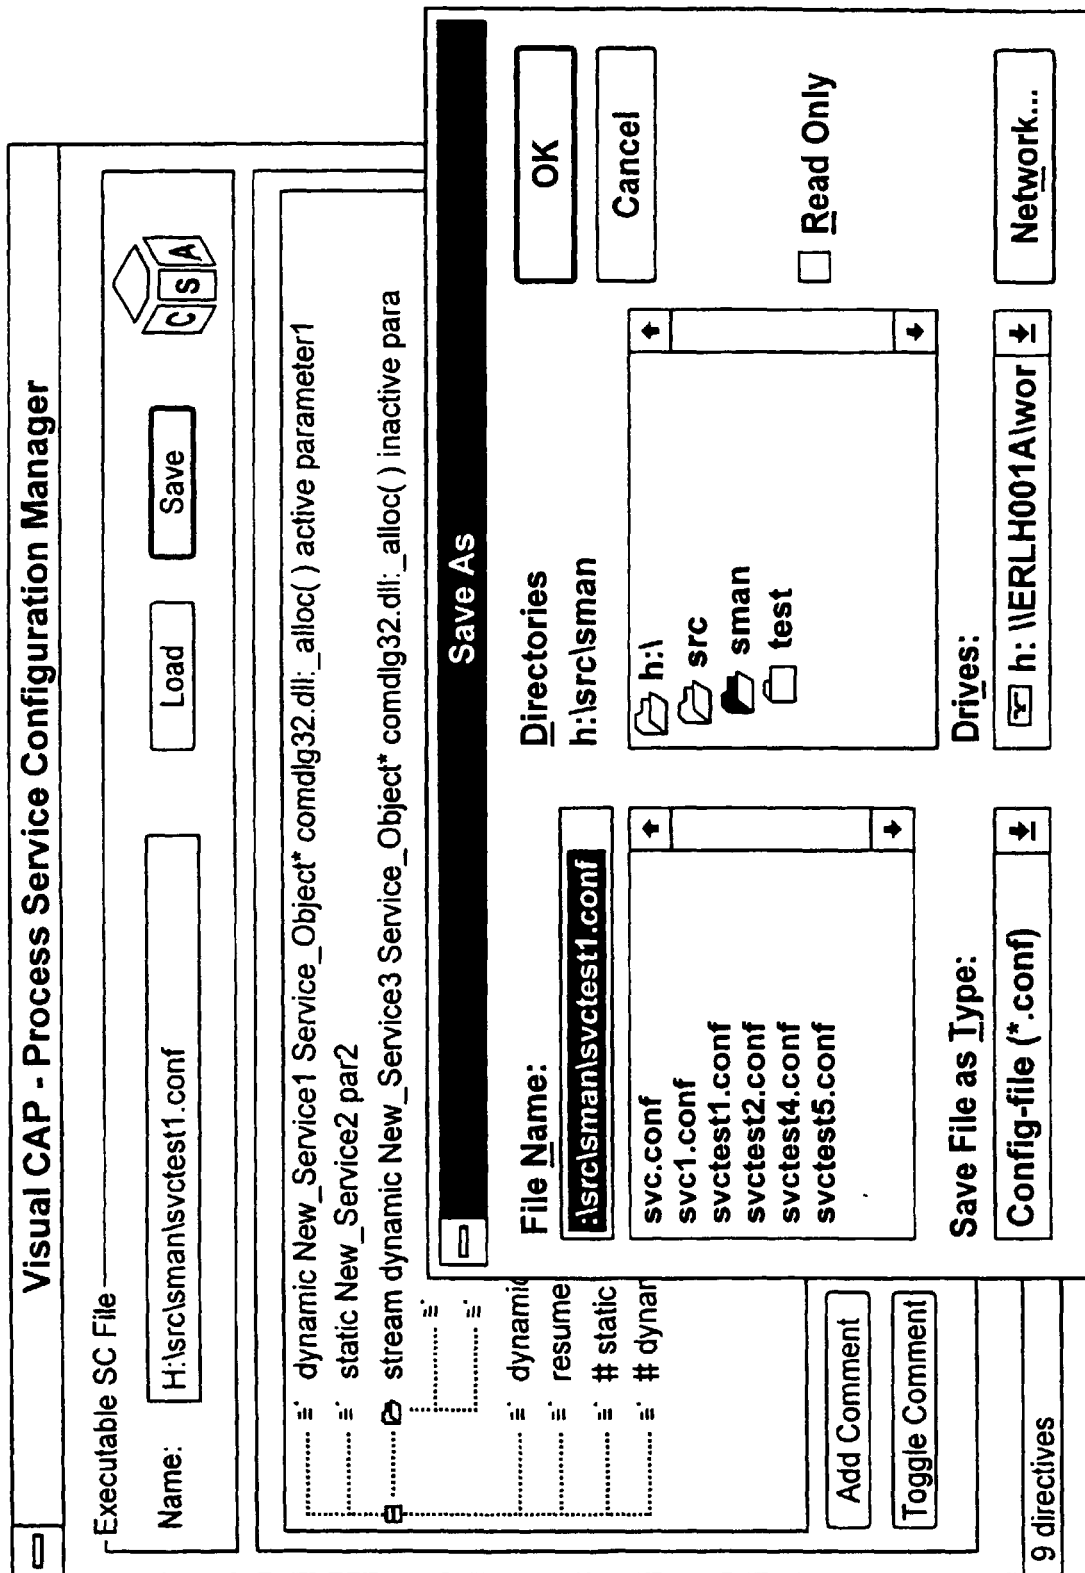 Visual CAP - Process Service Configuration Manager
Executable SC File
Name:
H:\src\sman\svctest1.conf
Load
Save
C S A
dynamic New_Service1 Service_Object* comdlg32.dll:_alloc( ) active parameter1
static New_Service2 par2
stream dynamic New_Service3 Service_Object* comdlg32.dll:_alloc( ) inactive para
dynamic
resume
# static
# dynar
Add Comment
Toggle Comment
9 directives
Save As
File Name:
:\src\sman\svctest1.conf
svc.conf
svc1.conf
svctest1.conf
svctest2.conf
svctest4.conf
svctest5.conf
Save File as Type:
Config-file (*.conf)
Directories
h:\src\sman
h:\
src
sman
test
Drives:
h: \\ERLH001A\wor
OK
Cancel
Read Only
Network...